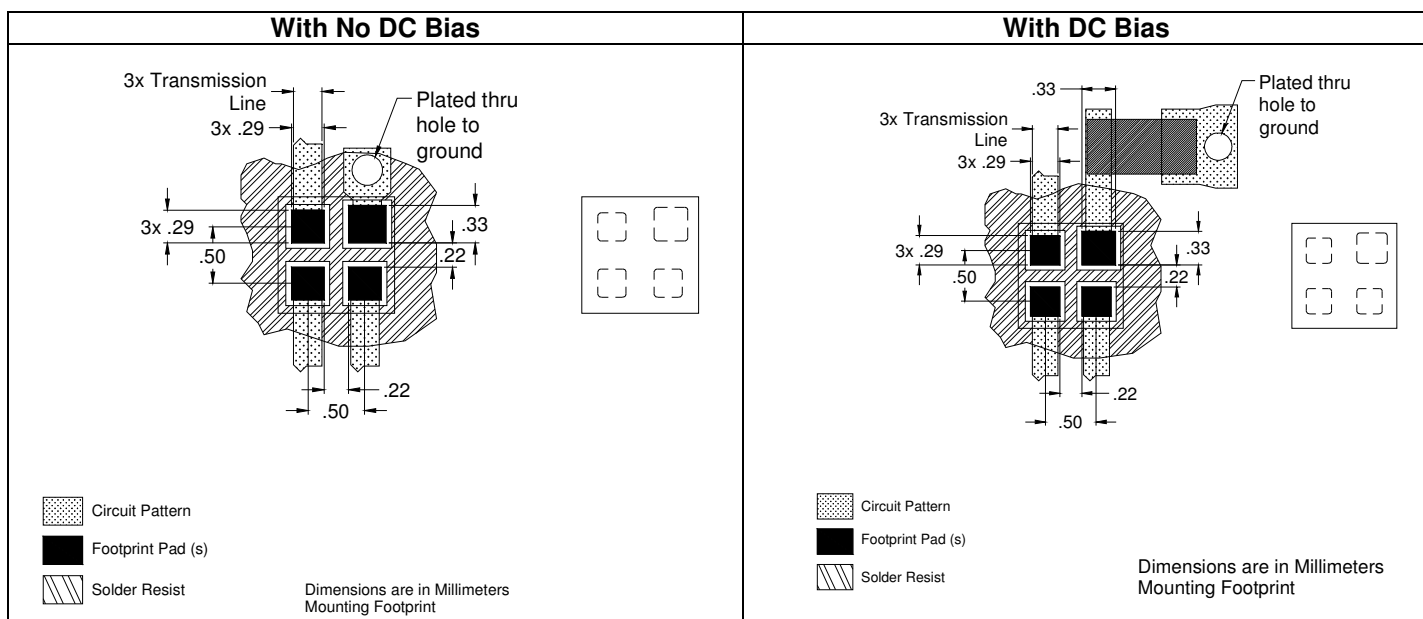 With No DC Bias
With DC Bias
3x Transmission
Line
3x .29
Plated thru
hole to
ground
3x .29
.50
.33
.22
.22
.50
Circuit Pattern
Footprint Pad (s)
Solder Resist
Dimensions are in Millimeters
Mounting Footprint
.33
Plated thru
hole to
ground
3x Transmission
Line
3x .29
3x .29
.50
.33
.22
.22
.50
Circuit Pattern
Footprint Pad (s)
Solder Resist
Dimensions are in Millimeters
Mounting Footprint